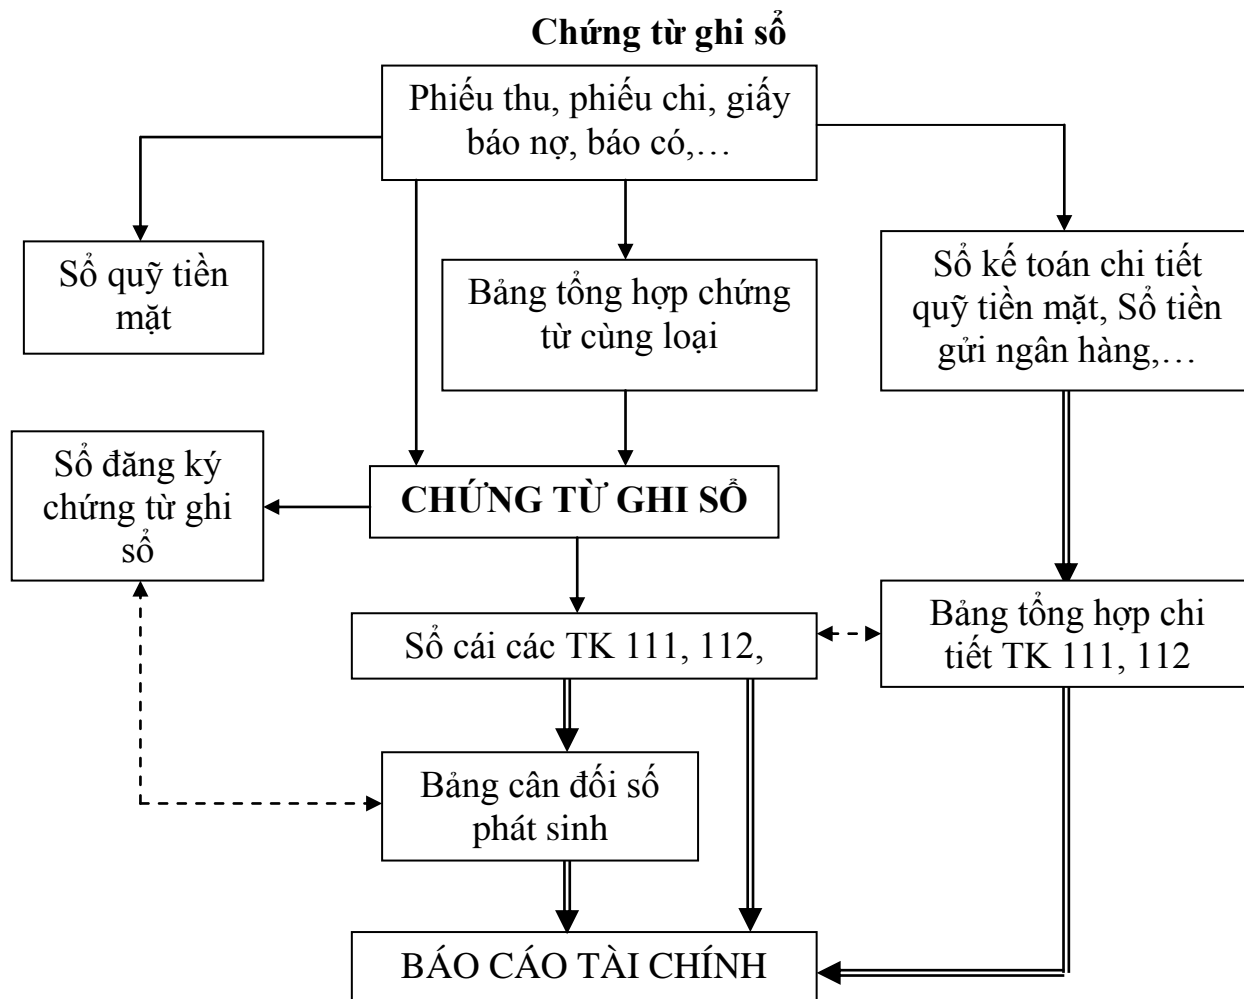 Chứng từ ghi sổ
Phiếu thu, phiếu chi, giấy
báo nợ, báo có,…
Sổ quỹ tiền
mặt
Bảng tổng hợp chứng
từ cùng loại
Sổ kế toán chi tiết
quỹ tiền mặt, Sổ tiền
gửi ngân hàng,…
Sổ đăng ký
chứng từ ghi
sổ
CHỨNG TỪ GHI SỔ
Sổ cái các TK 111, 112,
Bảng tổng hợp chi
tiết TK 111, 112
Bảng cân đối số
phát sinh
BÁO CÁO TÀI CHÍNH